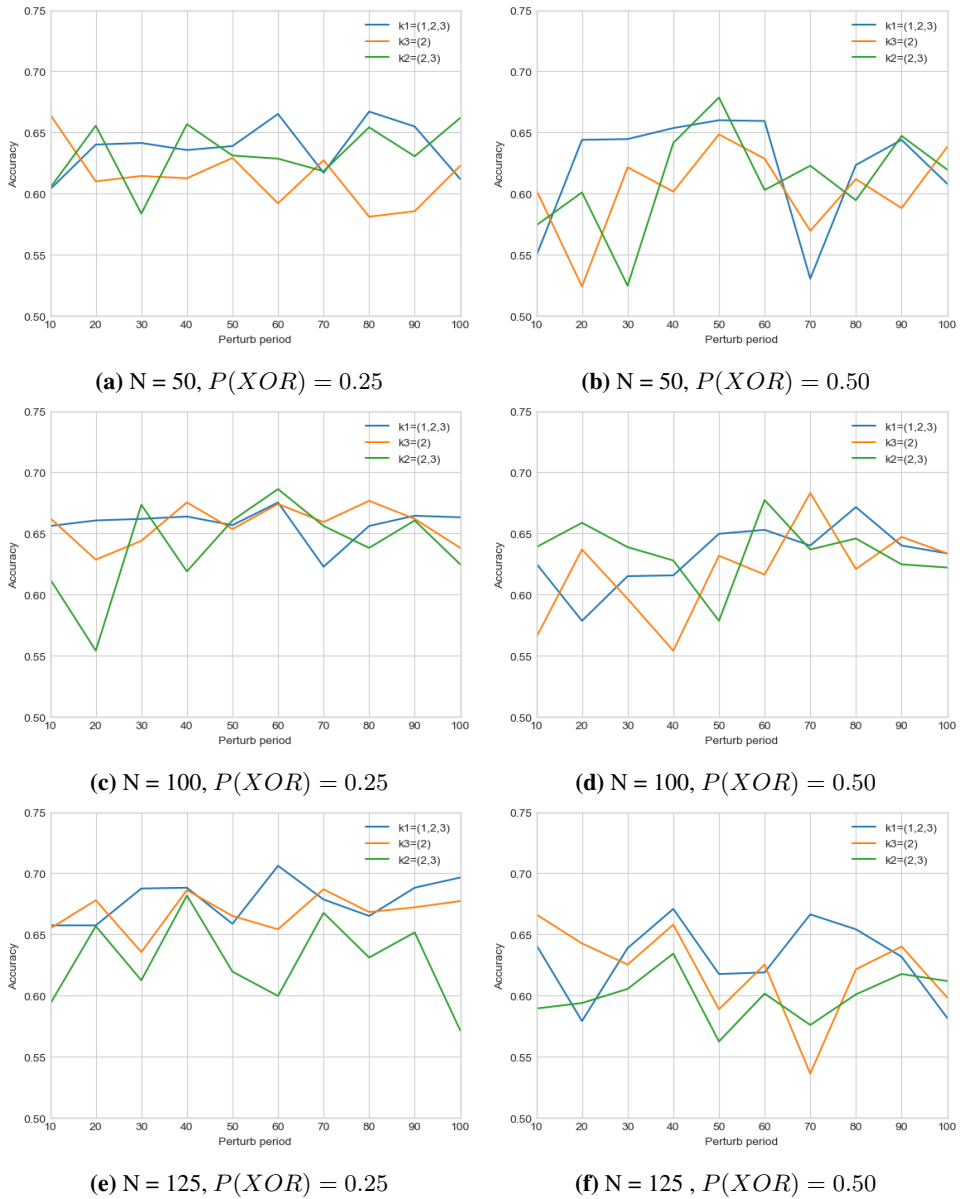 0.75
0.70
0.65
0.60
0.55
0.50
Accuracy
k1=(1,2,3)
k3=(2)
k2=(2,3)
10 20 30 40 50 60 70 80 90 100
Perturb period
(a) N = 50, P(XOR) = 0.25
0.75
0.70
0.65
0.60
0.55
0.50
Accuracy
k1=(1,2,3)
k3=(2)
k2=(2,3)
10 20 30 40 50 60 70 80 90 100
Perturb period
(b) N = 50, P(XOR) = 0.50
0.75
0.70
0.65
0.60
0.55
0.50
Accuracy
k1=(1,2,3)
k3=(2)
k2=(2,3)
10 20 30 40 50 60 70 80 90 100
Perturb period
(c) N = 100, P(XOR) = 0.25
0.75
0.70
0.65
0.60
0.55
0.50
Accuracy
k1=(1,2,3)
k3=(2)
k2=(2,3)
10 20 30 40 50 60 70 80 90 100
Perturb period
(d) N = 100, P(XOR) = 0.50
0.75
0.70
0.65
0.60
0.55
0.50
Accuracy
k1=(1,2,3)
k3=(2)
k2=(2,3)
10 20 30 40 50 60 70 80 90 100
Perturb period
(e) N = 125, P(XOR) = 0.25
0.75
0.70
0.65
0.60
0.55
0.50
Accuracy
k1=(1,2,3)
k3=(2)
k2=(2,3)
10 20 30 40 50 60 70 80 90 100
Perturb period
(f) N = 125 , P(XOR) = 0.50